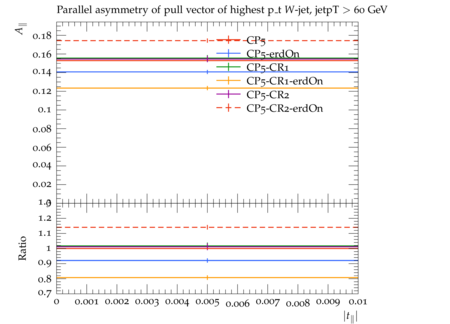 Parallel asymmetry of pull vector of highest p_t W-jet, jetpT > 60 GeV
A∥
0.18
0.16
0.14
0.12
0.1
0.08
0.06
0.04
0.02
CP5
CP5-erdOn
CP5-CR1
CP5-CR1-erdOn
CP5-CR2
CP5-CR2-erdOn
Ratio
1.2
1.1
1
0.9
0.8
0.7
0
0.001
0.002
0.003
0.004
0.005
0.006
0.007
0.008
0.009
0.01
|t∥|